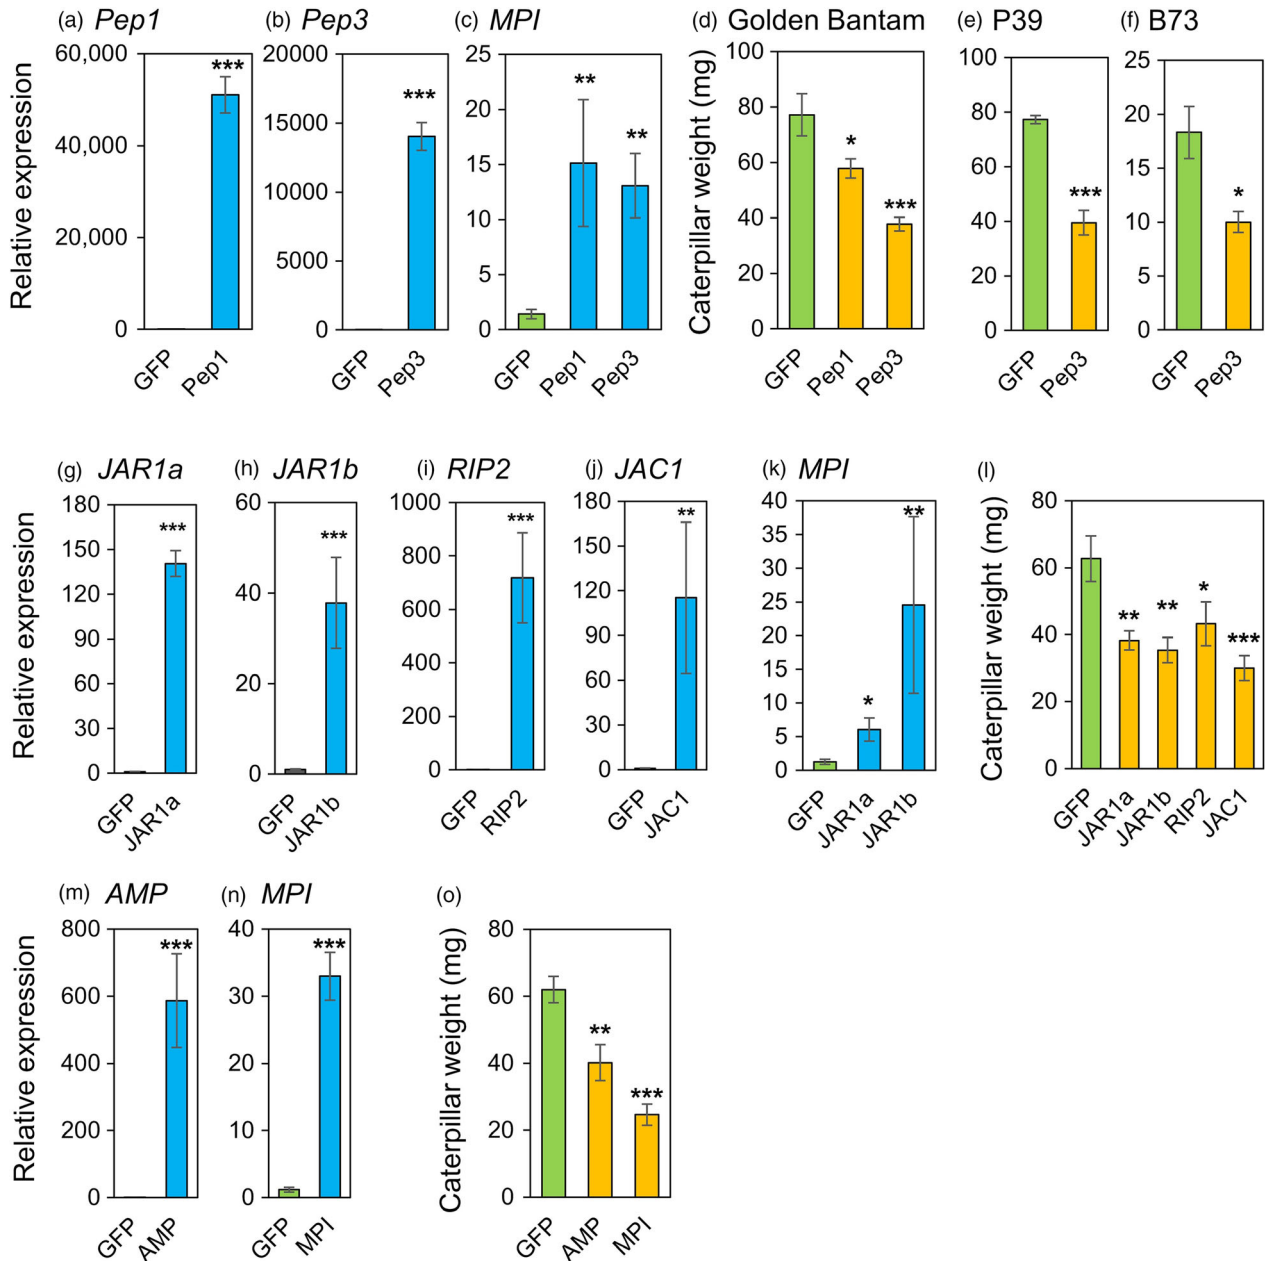 (a) Pep1
Relative expression
60,000
40,000
20,000
0
***
GFP
Pep1
(b) Pep3
20000
15000
10000
5000
0
***
GFP
Pep3
(c) MPI
25
20
15
10
5
0
**
**
GFP
Pep1
Pep3
(d) Golden Bantam
Caterpillar weight (mg)
100
80
60
40
20
0
*
***
GFP
Pep1
Pep3
(e) P39
100
80
60
40
20
0
***
GFP
Pep3
(f) B73
25
20
15
10
5
0
*
GFP
Pep3
(g) JAR1a
Relative expression
180
150
120
90
60
30
0
***
GFP
JAR1a
(h) JAR1b
60
40
20
0
***
GFP
JAR1b
(i) RIP2
1000
800
600
400
200
0
***
GFP
RIP2
(j) JAC1
180
150
120
90
60
30
0
**
GFP
JAC1
(k) MPI
40
35
30
25
20
15
10
5
0
*
**
GFP
JAR1a
JAR1b
(l)
Caterpillar weight (mg)
80
60
40
20
0
**
**
*
***
GFP
JAR1a
JAR1b
RIP2
JAC1
(m) AMP
Relative expression
800
600
400
200
0
***
GFP
AMP
(n) MPI
40
30
20
10
0
***
GFP
MPI
(o)
Caterpillar weight (mg)
80
60
40
20
0
**
***
GFP
AMP
MPI